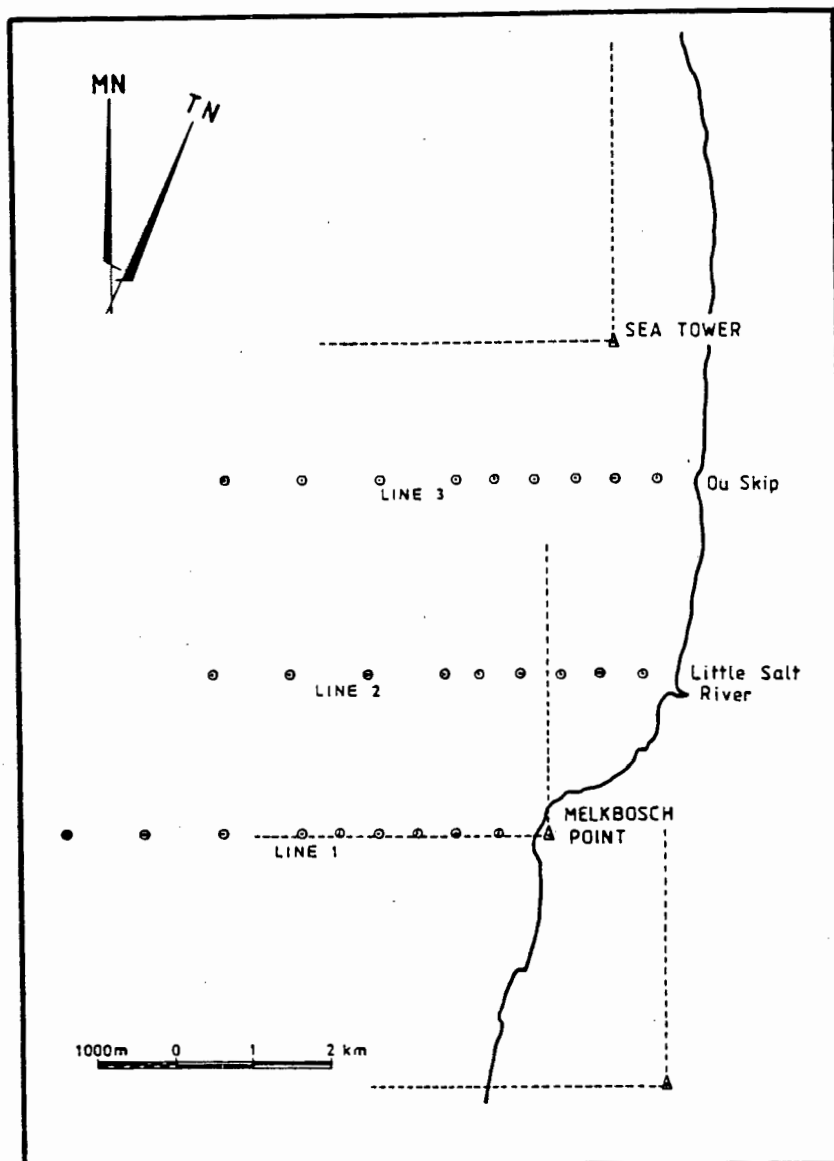 MN
TN
SEA TOWER
Ou Skip
LINE 3
Little Salt
River
LINE 2
MELKBOSCH
POINT
LINE 1
1000m 0 1 2 km